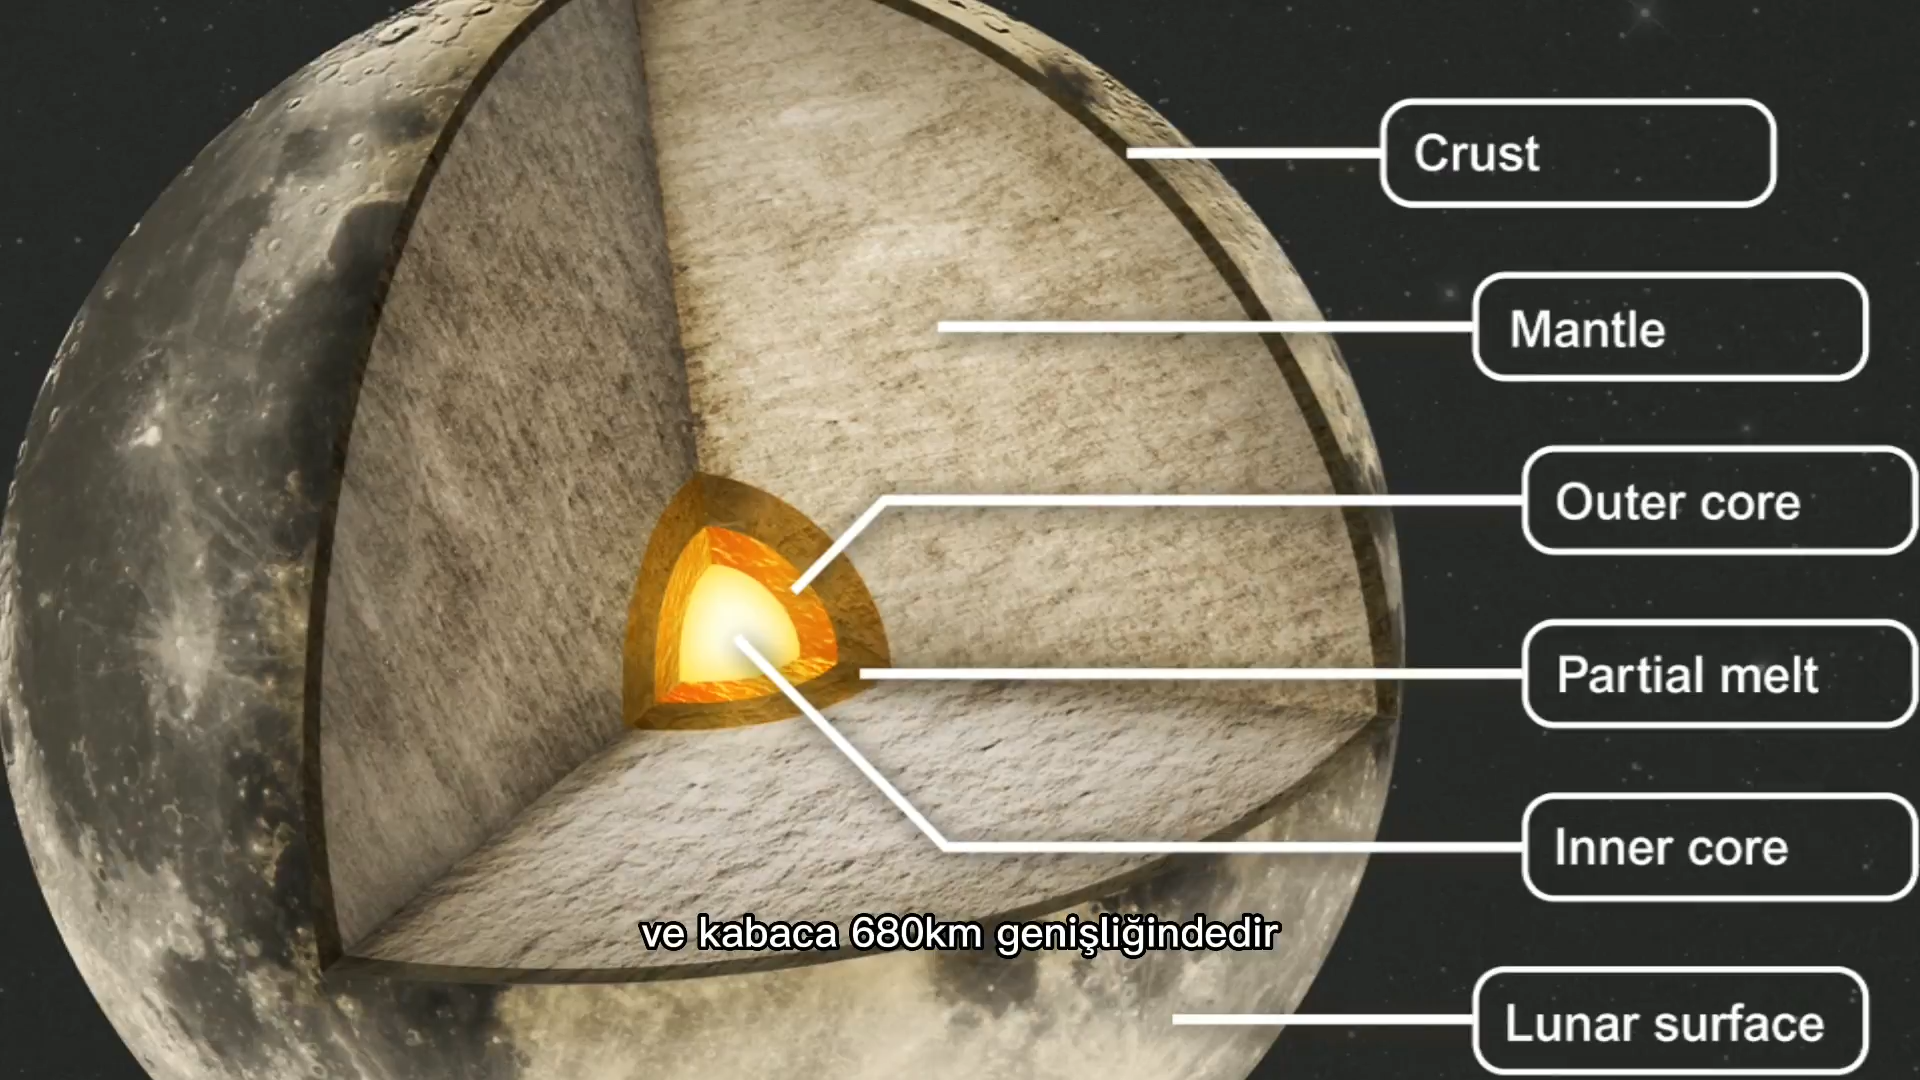 Crust
Mantle
Outer core
Partial melt
Inner core
ve kabaca 680km genişliğindedir
Lunar surface